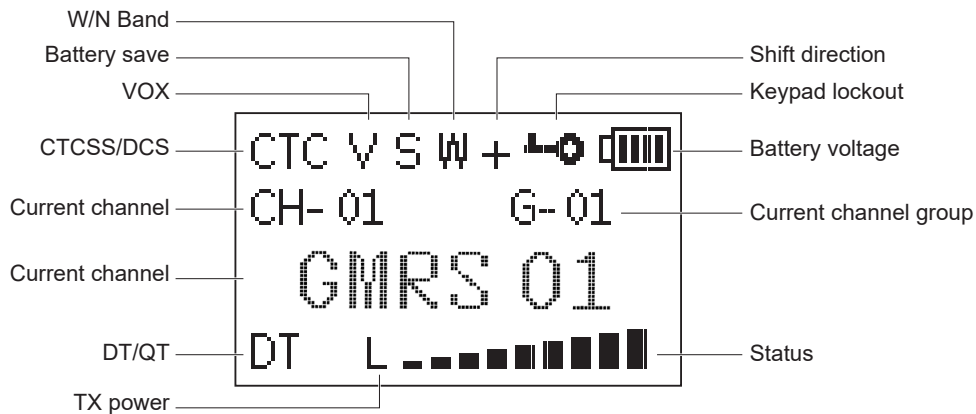 W/N Band
Battery save
Shift direction
VOX
Keypad lockout
CTCSS/DCS
CTC V S W +
Battery voltage
Current channel
CH- 01 G- 01
Current channel group
Current channel
GMRS 01
DT/QT
DT L
Status
TX power